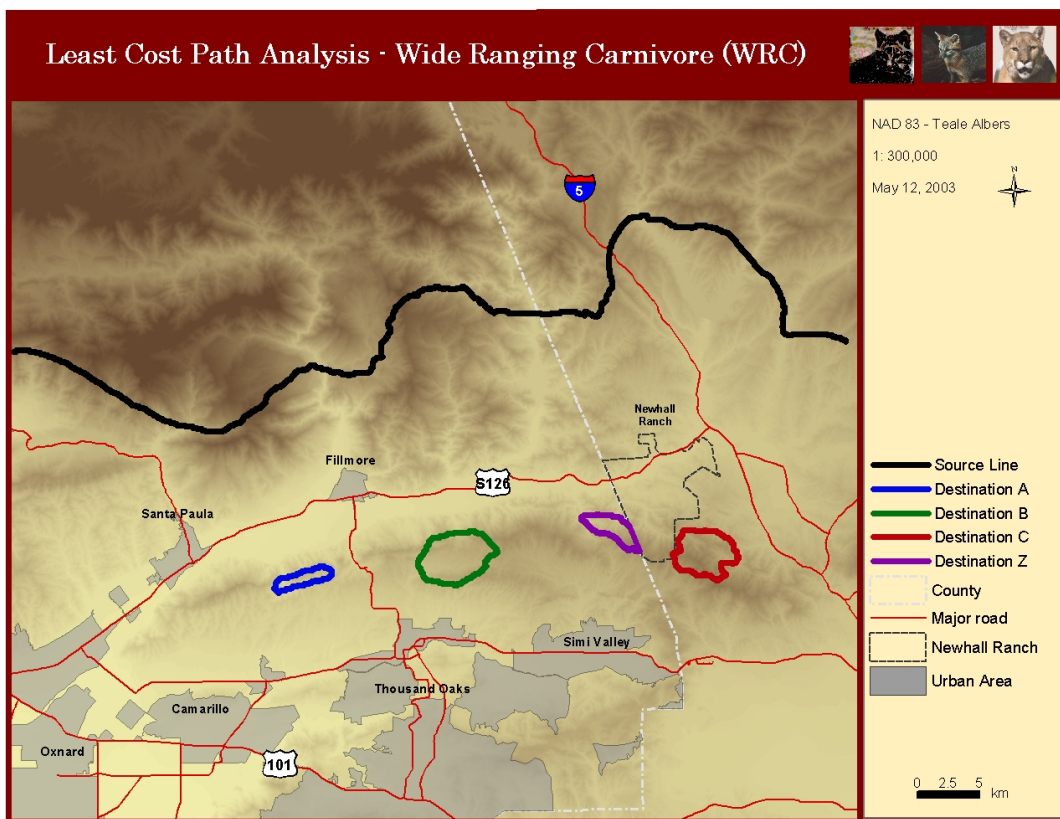 Least Cost Path Analysis - Wide Ranging Carnivore (WRC)
NAD 83 - Teale Albers
1: 300,000
May 12, 2003
N
5
Newhall
Ranch
Fillmore
S126
Santa Paula
Simi Valley
Thousand Oaks
Camarillo
Oxnard
101
Source Line
Destination A
Destination B
Destination C
Destination Z
County
Major road
Newhall Ranch
Urban Area
0 2.5 5
km